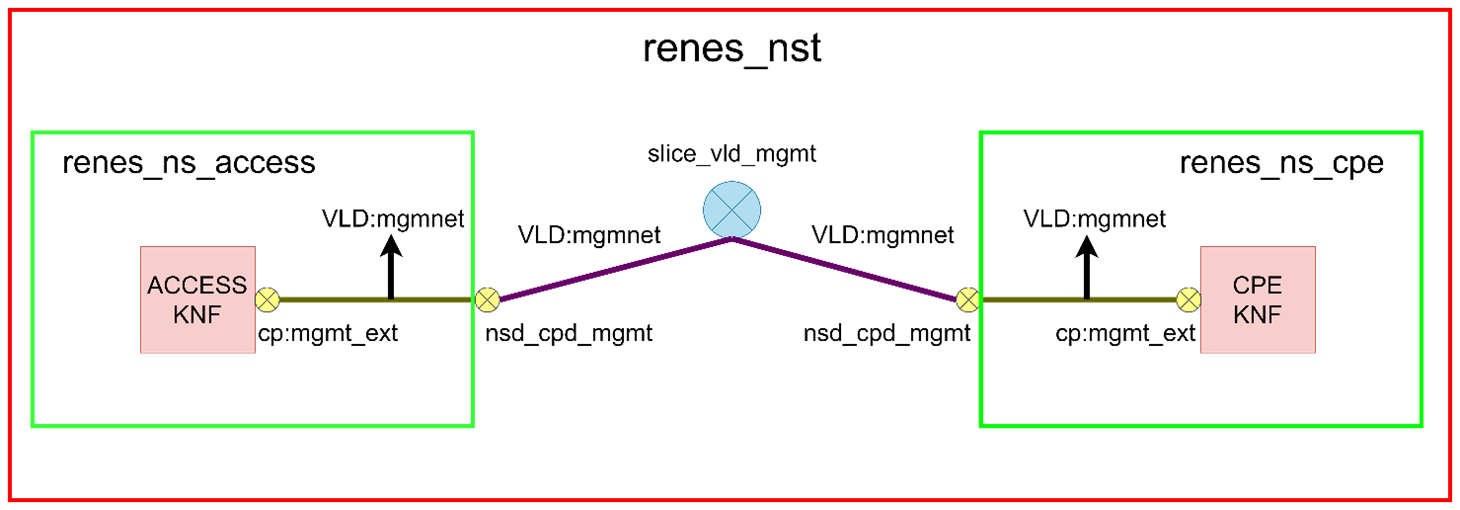 renes_nst
renes_ns_access
slice_vld_mgmt
renes_ns_cpe
VLD:mgmnet
VLD:mgmnet
VLD:mgmnet
VLD:mgmnet
ACCESS
KNF
CPE
KNF
cp:mgmt_ext
nsd_cpd_mgmt
nsd_cpd_mgmt
cp:mgmt_ext